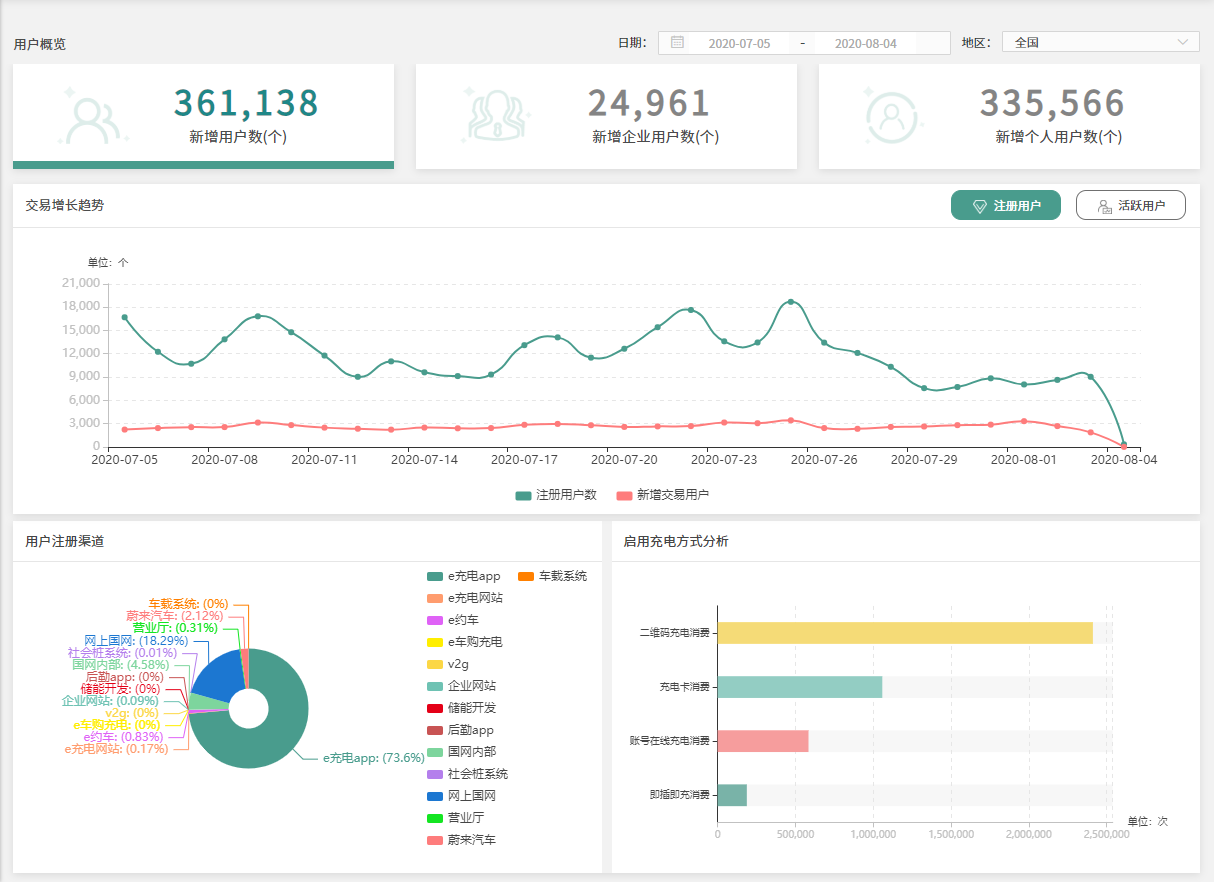 用户概览
日期： 2020-07-05 - 2020-08-04 地区： 全国
361,138
新增用户数(个)
24,961
新增企业用户数(个)
335,566
新增个人用户数(个)
交易增长趋势
注册用户
活跃用户
单位：个
21,000
18,000
15,000
12,000
9,000
6,000
3,000
0
2020-07-05 2020-07-08 2020-07-11 2020-07-14 2020-07-17 2020-07-20 2020-07-23 2020-07-26 2020-07-29 2020-08-01 2020-08-04
注册用户数 新增交易用户
用户注册渠道
车载系统: (0%)
蔚来汽车: (2.12%)
营业厅: (0.31%)
网上国网: (18.29%)
社会桩系统: (0.01%)
国网内部: (4.58%)
后勤app: (0%)
储能开发: (0%)
企业网站: (0.09%)
v2g: (0%)
e车购充电: (0%)
e约车: (0.83%)
e充电网站: (0.17%)
e充电app: (73.6%)
e充电app 车载系统
e充电网站
e约车
e车购充电
v2g
企业网站
储能开发
后勤app
国网内部
社会桩系统
网上国网
营业厅
蔚来汽车
启用充电方式分析
二维码充电消费
充电卡消费
账号在线充电消费
即插即充消费
单位：次
0 500,000 1,000,000 1,500,000 2,000,000 2,500,000